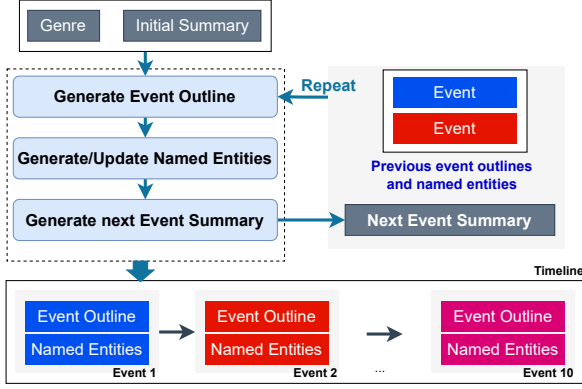 Genre
Initial Summary
Generate Event Outline
Repeat
Event
Event
Generate/Update Named Entities
Previous event outlines
and named entities
Generate next Event Summary
Next Event Summary
Timeline
Event Outline
Event Outline
Event Outline
Named Entities
Named Entities
Named Entities
Event 1
Event 2
...
Event 10